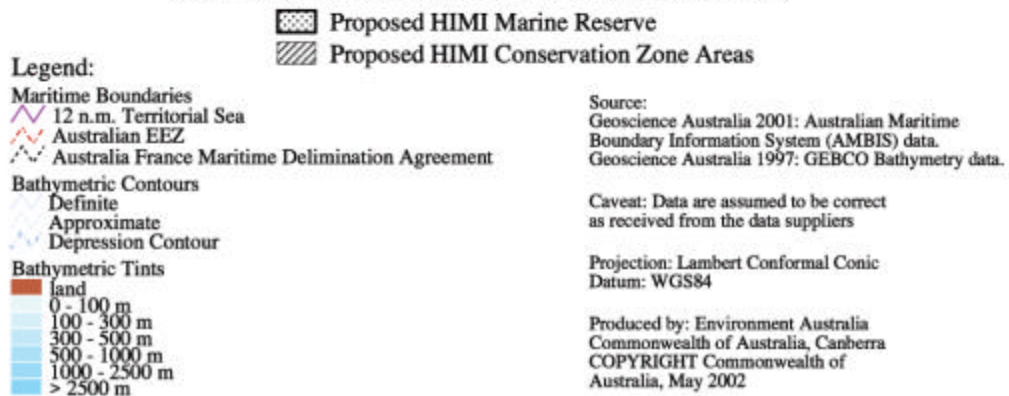 Proposed HIMI Marine Reserve
Proposed HIMI Conservation Zone Areas
Legend:
Maritime Boundaries
12 n.m. Territorial Sea
Australian EEZ
Australia France Maritime Delimination Agreement
Bathymetric Contours
Definite
Approximate
Depression Contour
Bathymetric Tints
land
0 - 100 m
100 - 300 m
300 - 500 m
500 - 1000 m
1000 - 2500 m
> 2500 m
Source:
Geoscience Australia 2001: Australian Maritime
Boundary Information System (AMBIS) data.
Geoscience Australia 1997: GEBCO Bathymetry data.
Caveat: Data are assumed to be correct
as received from the data suppliers
Projection: Lambert Conformal Conic
Datum: WGS84
Produced by: Environment Australia
Commonwealth of Australia, Canberra
COPYRIGHT Commonwealth of
Australia, May 2002